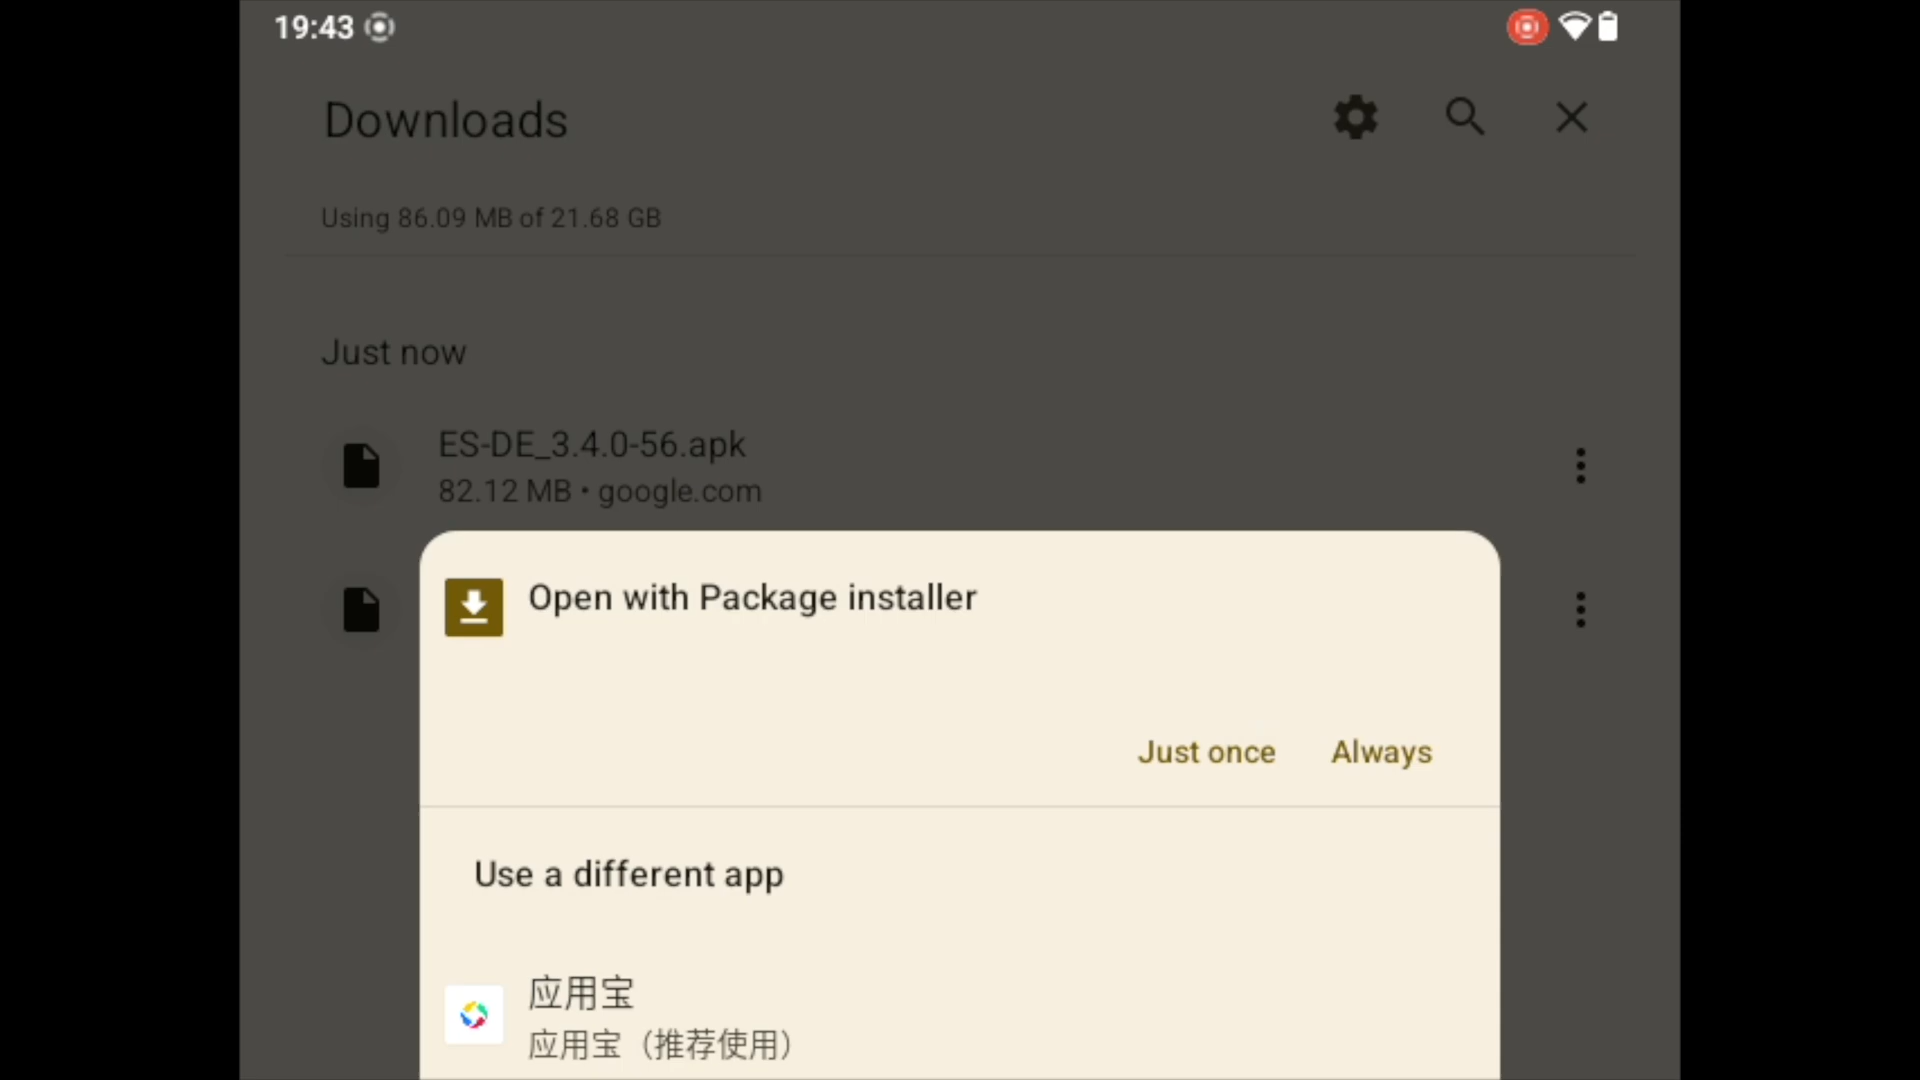 19:43
Downloads
Using 86.09 MB of 21.68 GB
Just now
ES-DE_3.4.0-56.apk
82.12 MB • google.com
Open with Package installer
Just once Always
Use a different app
应用宝
应用宝（推荐使用）